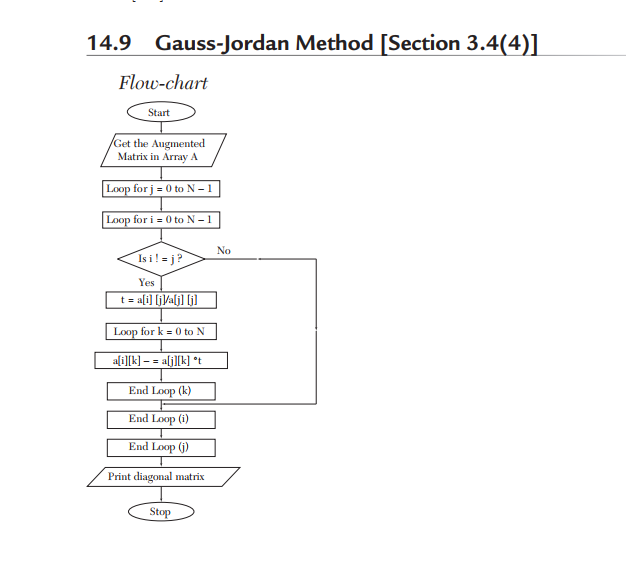 14.9 Gauss-Jordan Method [Section 3.4(4)]
Flow-chart
Start
Get the Augmented
Matrix in Array A
Loop for j = 0 to N – 1
Loop for i = 0 to N – 1
Is i ! = j ?
No
Yes
t = a[i] [j]/a[j] [j]
Loop for k = 0 to N
a[i][k] – = a[j][k] *t
End Loop (k)
End Loop (i)
End Loop (j)
Print diagonal matrix
Stop